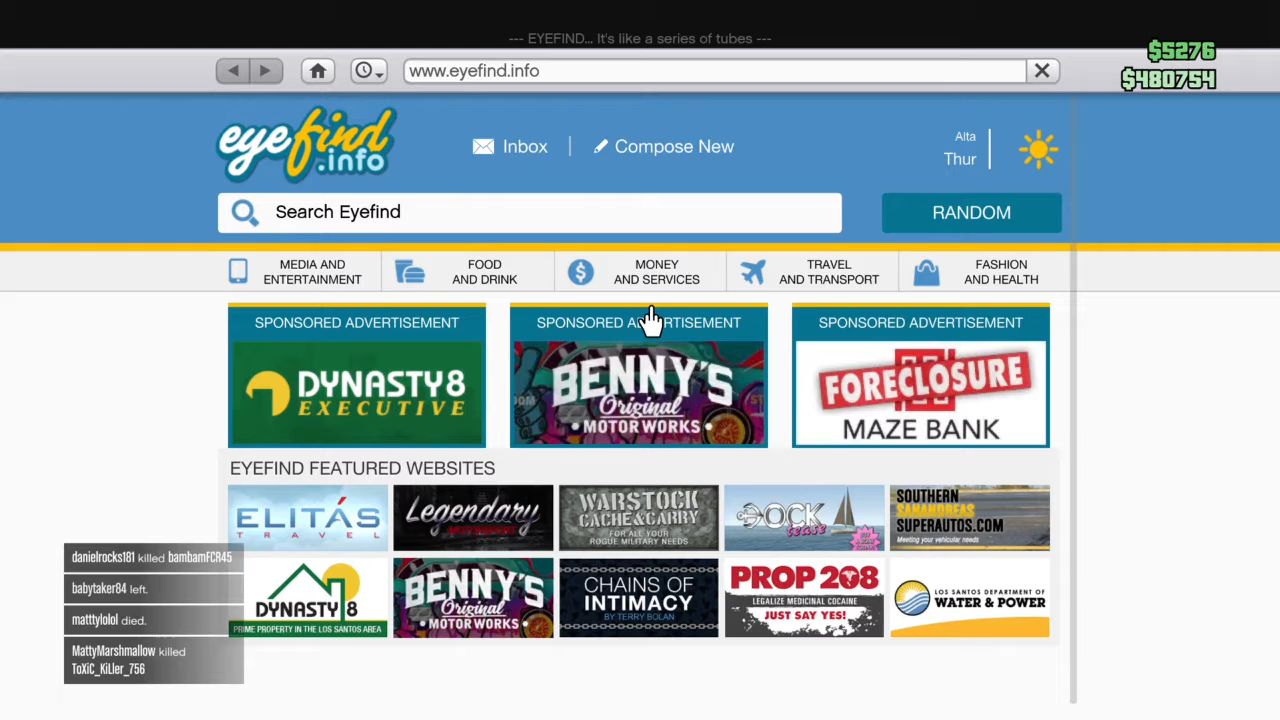 --- EYEFIND... It's like a series of tubes ---
$5276
www.eyefind.info
$480754
eyefind
.info
Inbox
Compose New
Alta
Thur
Search Eyefind
RANDOM
MEDIA AND
ENTERTAINMENT
FOOD
AND DRINK
MONEY
AND SERVICES
TRAVEL
AND TRANSPORT
FASHION
AND HEALTH
SPONSORED ADVERTISEMENT
DYNASTY 8
EXECUTIVE
SPONSORED ADVERTISEMENT
BENNY'S
Original
MOTOR WORKS
SPONSORED ADVERTISEMENT
FORECLOSURE
MAZE BANK
EYEFIND FEATURED WEBSITES
ELITÁS
TRAVEL
Legendary
MOTORSPORT
WARSTOCK
CACHE & CARRY
FOR ALL YOUR
ROGUE MILITARY NEEDS
DOCK
tease
SOUTHERN
SANANDREAS
SUPERAUTOS.COM
Meeting your vehicular needs
DYNASTY 8
PRIME PROPERTY IN THE LOS SANTOS AREA
BENNY'S
Original
MOTORWORKS
CHAINS OF
INTIMACY
BY TERRY BOLAN
PROP 208
LEGALIZE MEDICINAL COCAINE
JUST SAY YES!
LOS SANTOS DEPARTMENT OF
WATER & POWER
danielrocks181 killed bambamFCR45
babytaker84 left.
matttylolol died.
MattyMarshmallow killed
ToXiC_KiLler_756